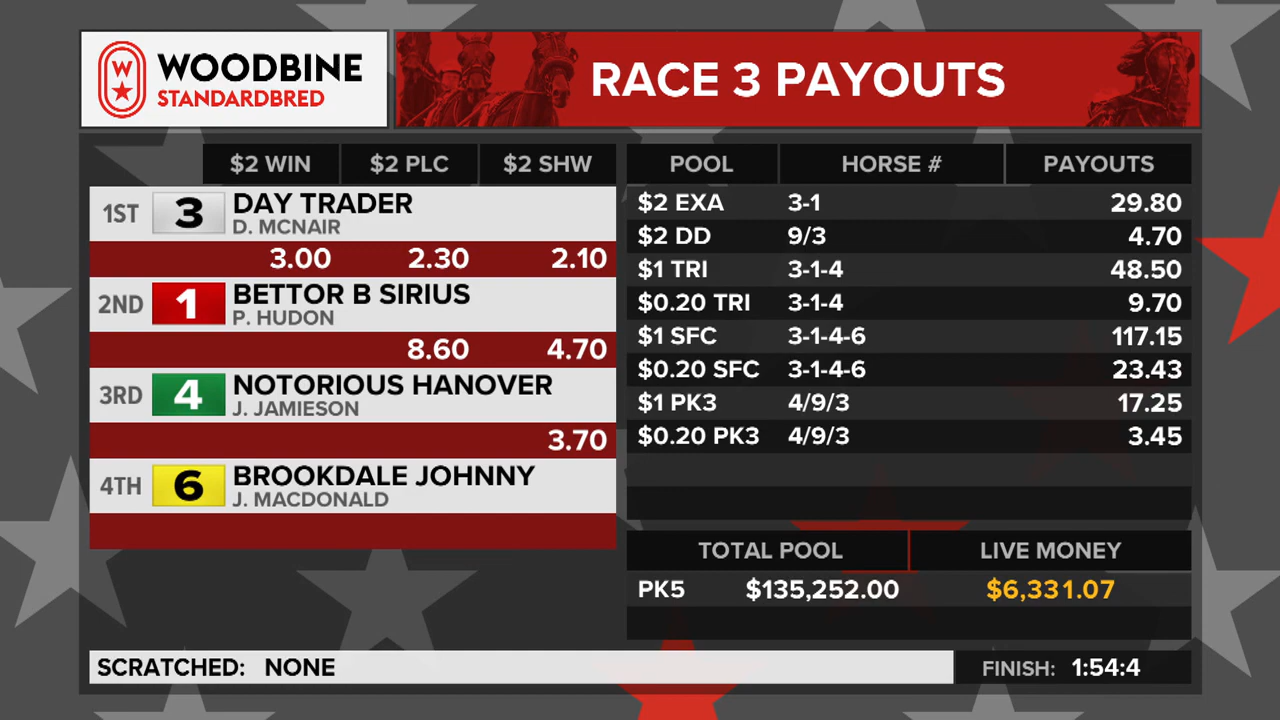 W
WOODBINE
STANDARDBRED
RACE 3 PAYOUTS
$2 WIN $2 PLC $2 SHW
1ST 3 DAY TRADER
D. MCNAIR
3.00 2.30 2.10
2ND 1 BETTOR B SIRIUS
P. HUDON
8.60 4.70
3RD 4 NOTORIOUS HANOVER
J. JAMIESON
3.70
4TH 6 BROOKDALE JOHNNY
J. MACDONALD
POOL HORSE # PAYOUTS
$2 EXA 3-1 29.80
$2 DD 9/3 4.70
$1 TRI 3-1-4 48.50
$0.20 TRI 3-1-4 9.70
$1 SFC 3-1-4-6 117.15
$0.20 SFC 3-1-4-6 23.43
$1 PK3 4/9/3 17.25
$0.20 PK3 4/9/3 3.45
TOTAL POOL LIVE MONEY
PK5 $135,252.00 $6,331.07
SCRATCHED: NONE
FINISH: 1:54:4